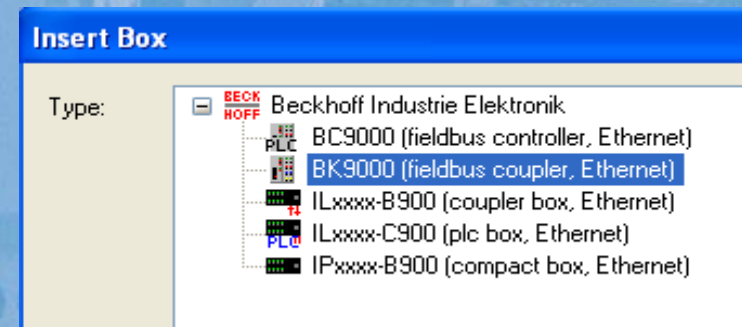 Insert Box
Type:
BECK
HOFF
Beckhoff Industrie Elektronik
PLC
BC9000 (fieldbus controller, Ethernet)
BK9000 (fieldbus coupler, Ethernet)
ILxxxx-B900 (coupler box, Ethernet)
PLC
ILxxxx-C900 (plc box, Ethernet)
IPxxxx-B900 (compact box, Ethernet)